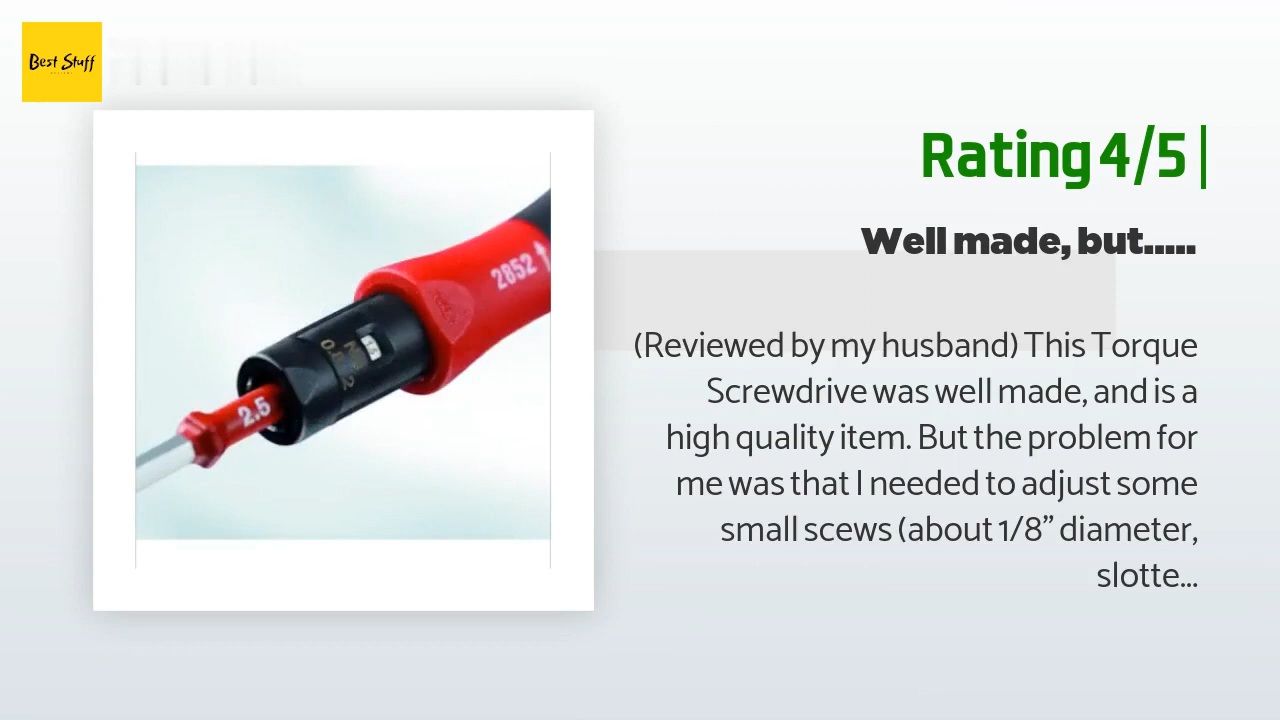 Best Stuff
Rating 4/5 |
Well made, but.....
(Reviewed by my husband) This Torque
Screwdrive was well made, and is a
high quality item. But the problem for
me was that I needed to adjust some
small scews (about 1/8” diameter,
slotte...
2852
2.5